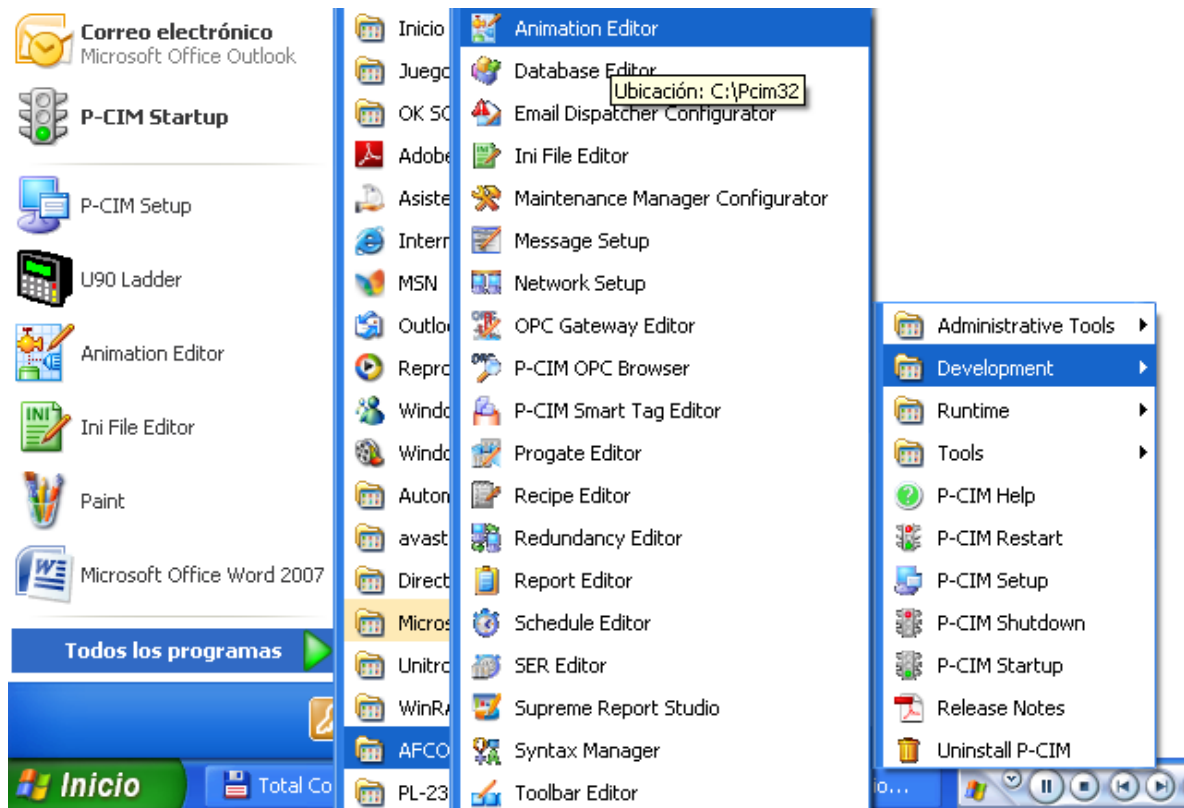 Correo electrónico
Microsoft Office Outlook
P-CIM Startup
P-CIM Setup
U90 Ladder
Animation Editor
Ini File Editor
Paint
Microsoft Office Word 2007
Todos los programas
Inicio
Total Co
Inicio
Juego
OK SC
Adobe
Asiste
Intern
MSN
Outlo
Repro
Windo
Windo
Autom
avast
Direct
Micros
Unitro
WinRA
AFCO
PL-23
Animation Editor
Database Editor
Ubicación: C:\Pcim32
Email Dispatcher Configurator
Ini File Editor
Maintenance Manager Configurator
Message Setup
Network Setup
OPC Gateway Editor
P-CIM OPC Browser
P-CIM Smart Tag Editor
Progate Editor
Recipe Editor
Redundancy Editor
Report Editor
Schedule Editor
SER Editor
Supreme Report Studio
Syntax Manager
Toolbar Editor
Administrative Tools
Development
Runtime
Tools
P-CIM Help
P-CIM Restart
P-CIM Setup
P-CIM Shutdown
P-CIM Startup
Release Notes
Uninstall P-CIM
io...